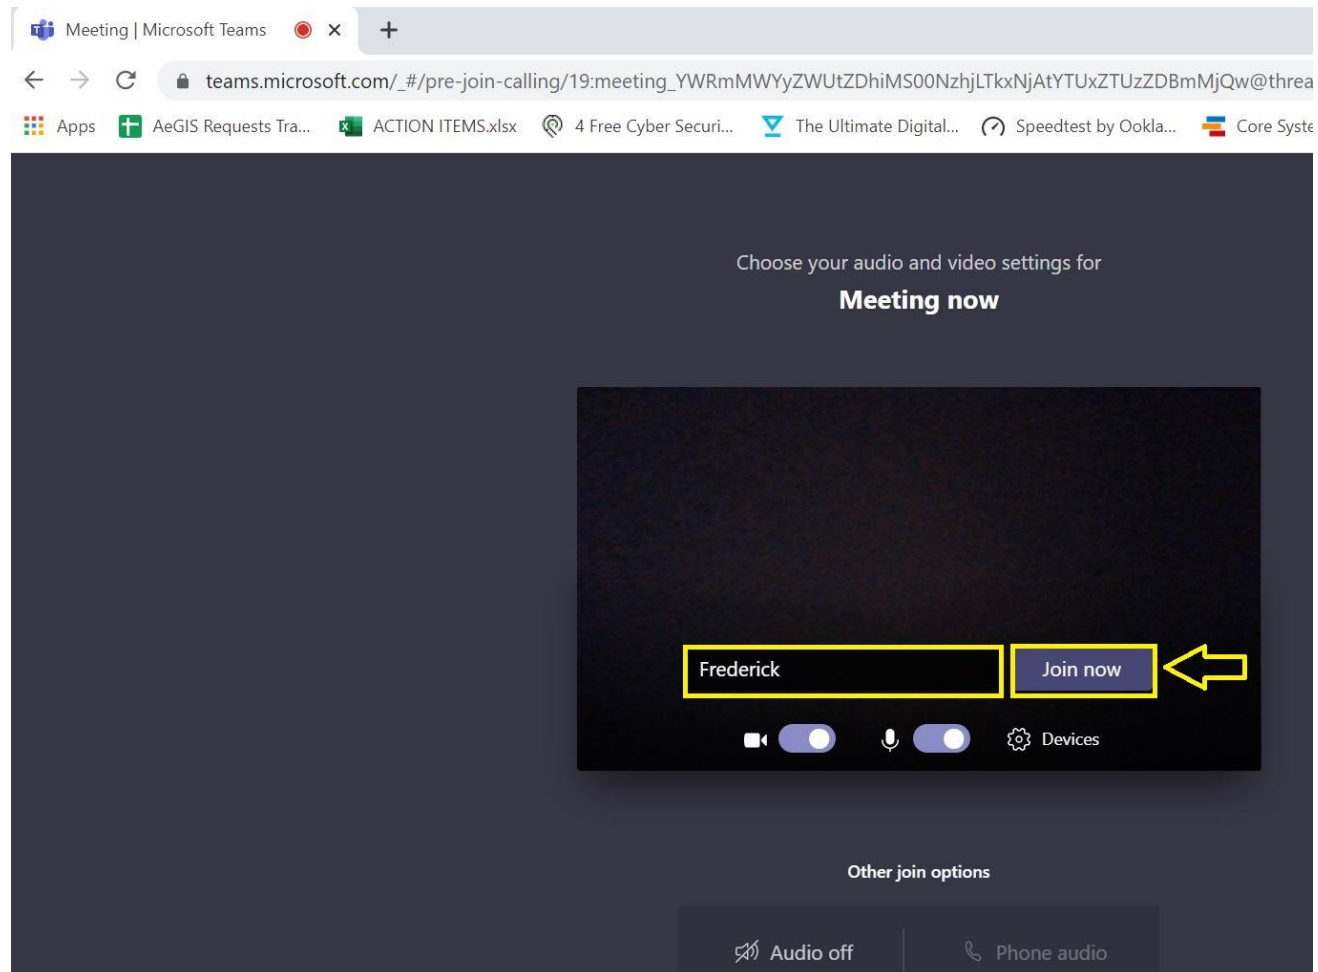 Meeting | Microsoft Teams
teams.microsoft.com/_#/pre-join-calling/19:meeting_YWRmMWYyZWUtZDhiMS00NzhjLTkxNjAtYTUxZTUzZDBmMjQw@threa
Apps AeGIS Requests Tra... ACTION ITEMS.xlsx 4 Free Cyber Securi... The Ultimate Digital... Speedtest by Ookla... Core Syste
Choose your audio and video settings for
Meeting now
Frederick Join now
Devices
Other join options
Audio off Phone audio